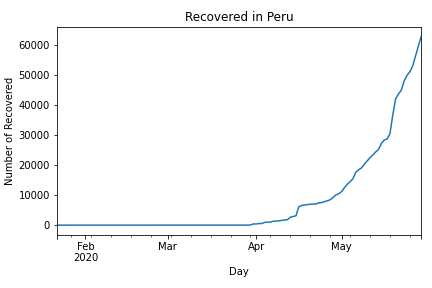 Recovered in Peru
Number of Recovered
60000
50000
40000
30000
20000
10000
0
Feb
2020
Mar
Apr
May
Day